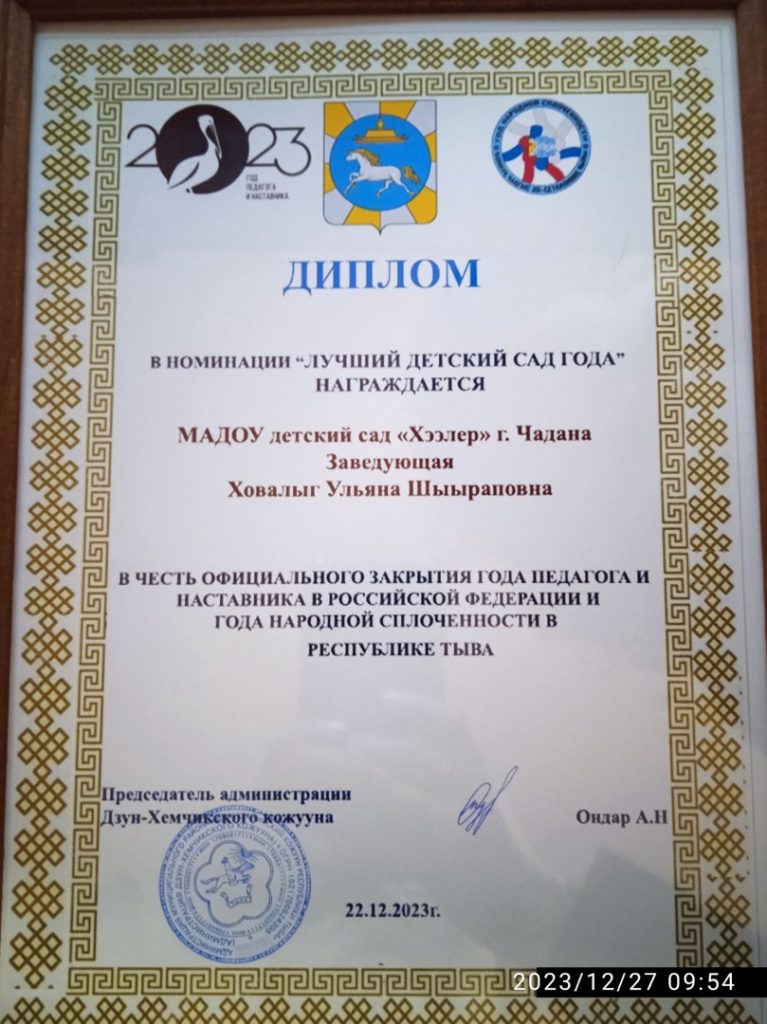 2023
ГОД
ПЕДАГОГА
И НАСТАВНИКА
ДИПЛОМ
В НОМИНАЦИИ “ЛУЧШИЙ ДЕТСКИЙ САД ГОДА”
НАГРАЖДАЕТСЯ
МАДОУ детский сад «Хээлер» г. Чадана
Заведующая
Ховалыг Ульяна Шыыраповна
В ЧЕСТЬ ОФИЦИАЛЬНОГО ЗАКРЫТИЯ ГОДА ПЕДАГОГА И
НАСТАВНИКА В РОССИЙСКОЙ ФЕДЕРАЦИИ И
ГОДА НАРОДНОЙ СПЛОЧЕННОСТИ В
РЕСПУБЛИКЕ ТЫВА
Председатель администрации
Дзун-Хемчикского кожууна
Ондар А.Н
22.12.2023г.
2023/12/27 09:54